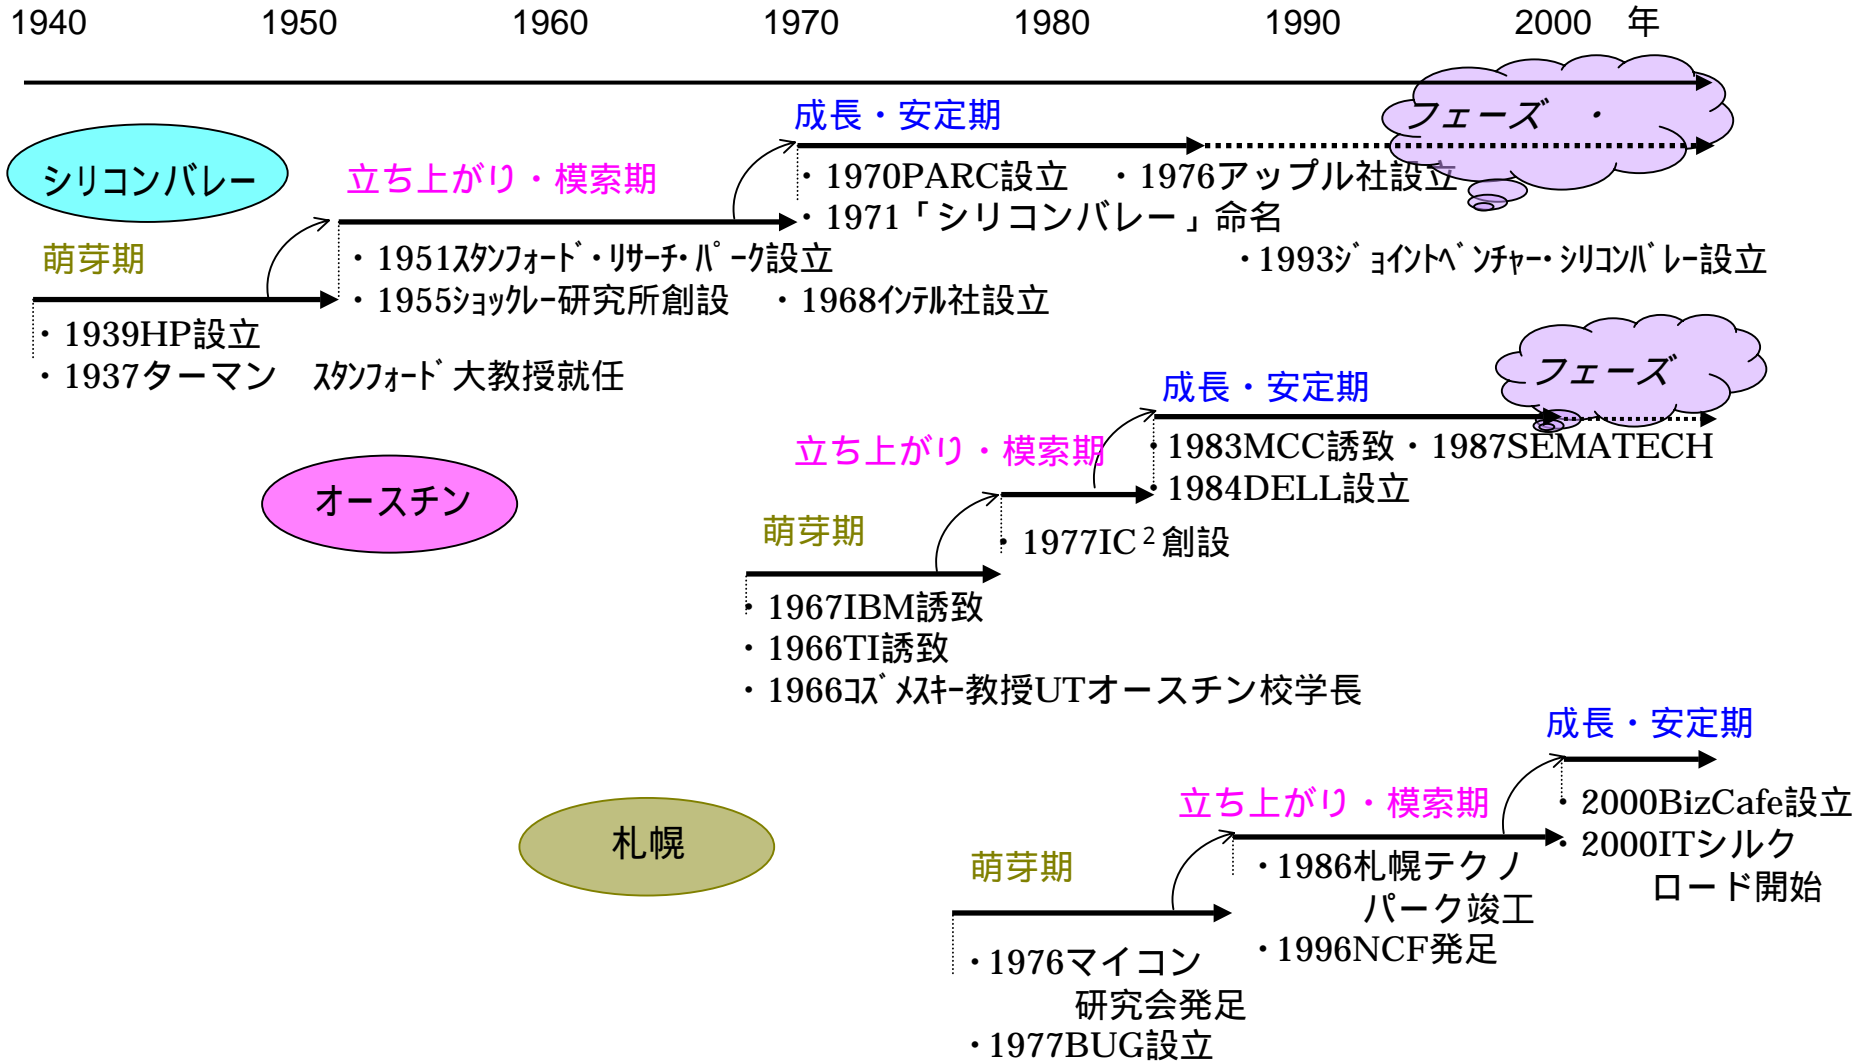 1940 1950 1960 1970 1980 1990 2000 年
成長・安定期
フェーズ ・
シリコンバレー
立ち上がり・模索期
・1970PARC設立 ・1976アップル社設立
・1971「シリコンバレー」命名
萌芽期
・1951スタンフォード・リサーチ・パーク設立
・1993ジョイントベンチャー・シリコンバレー設立
・1955ショックレー研究所創設 ・1968インテル社設立
・1939HP設立
・1937ターマン スタンフォード大教授就任
フェーズ
成長・安定期
立ち上がり・模索期
・1983MCC誘致・1987SEMATECH
・1984DELL設立
オースチン
萌芽期
・1977IC²創設
・1967IBM誘致
・1966TI誘致
・1966コズメスキー教授UTオースチン校学長
成長・安定期
立ち上がり・模索期
・2000BizCafe設立
・2000ITシルク
ロード開始
札幌
萌芽期
・1986札幌テクノ
パーク竣工
・1996NCF発足
・1976マイコン
研究会発足
・1977BUG設立